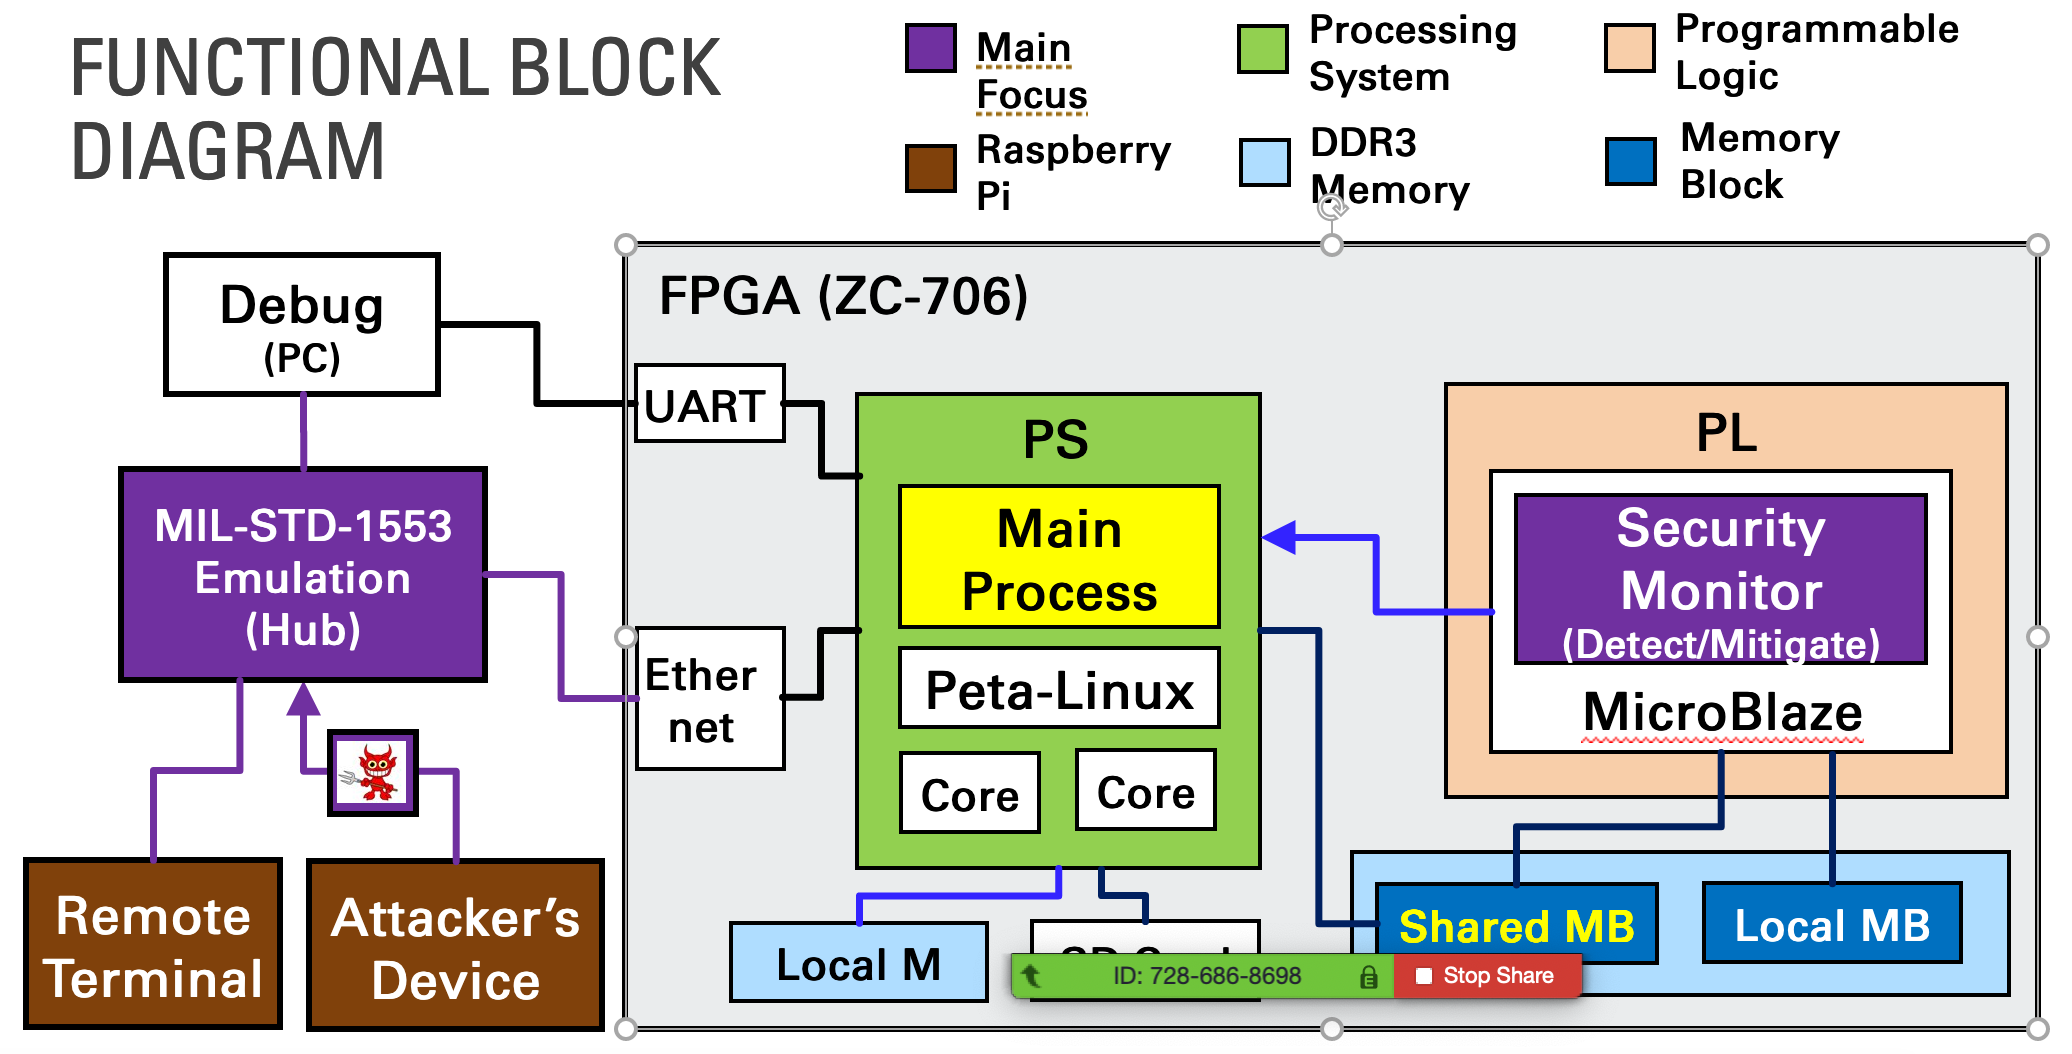 FUNCTIONAL BLOCK
DIAGRAM
Main
Focus
Processing
System
Programmable
Logic
Raspberry
Pi
DDR3
Memory
Memory
Block
Debug
(PC)
FPGA (ZC-706)
UART
PS
PL
MIL-STD-1553
Emulation
(Hub)
Main
Process
Security
Monitor
(Detect/Mitigate)
Ether
net
Peta-Linux
MicroBlaze
Core
Core
Remote
Terminal
Attacker’s
Device
Local M
Shared MB
Local MB
ID: 728-686-8698
Stop Share